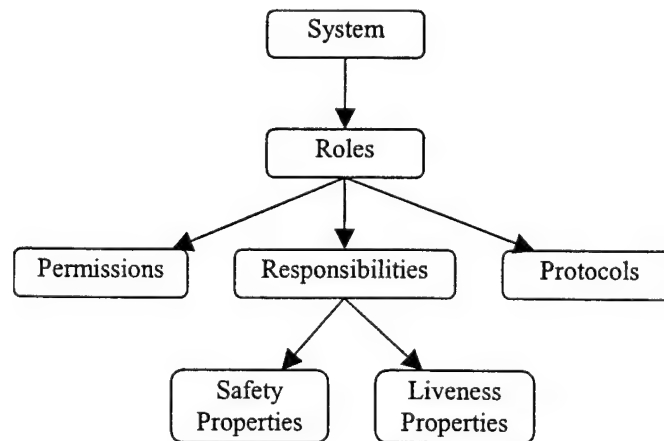 System
Roles
Permissions
Responsibilities
Protocols
Safety
Properties
Liveness
Properties